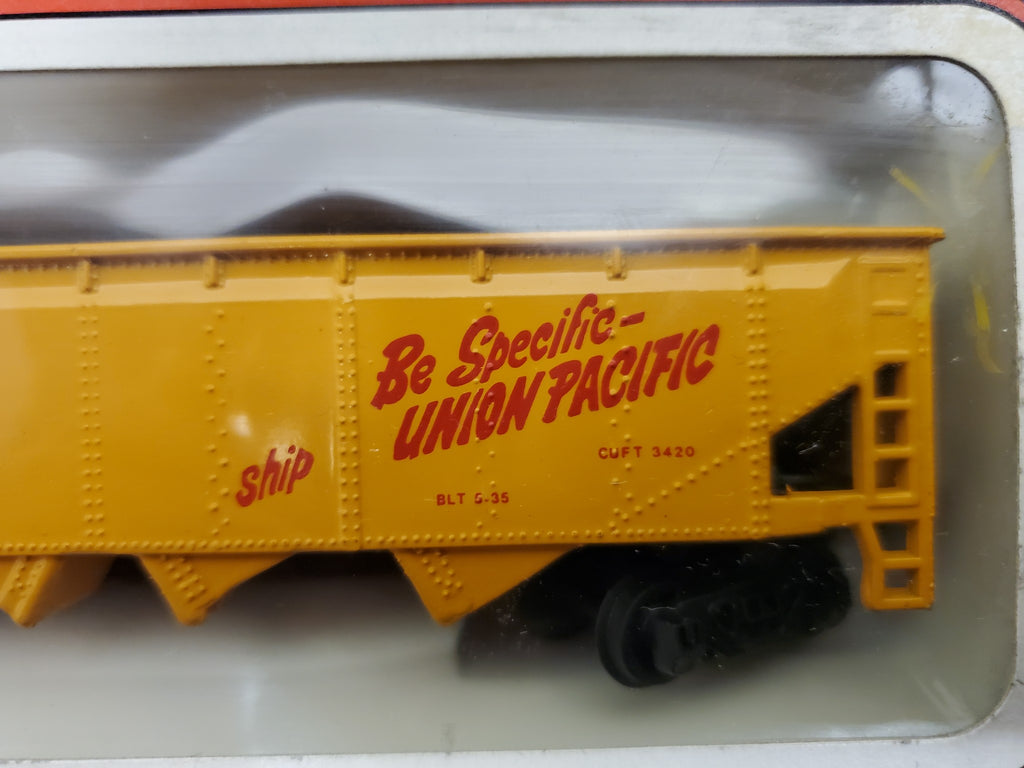 Be Specific-
UNION PACIFIC
ship
CUFT 3420
BLT 5-35